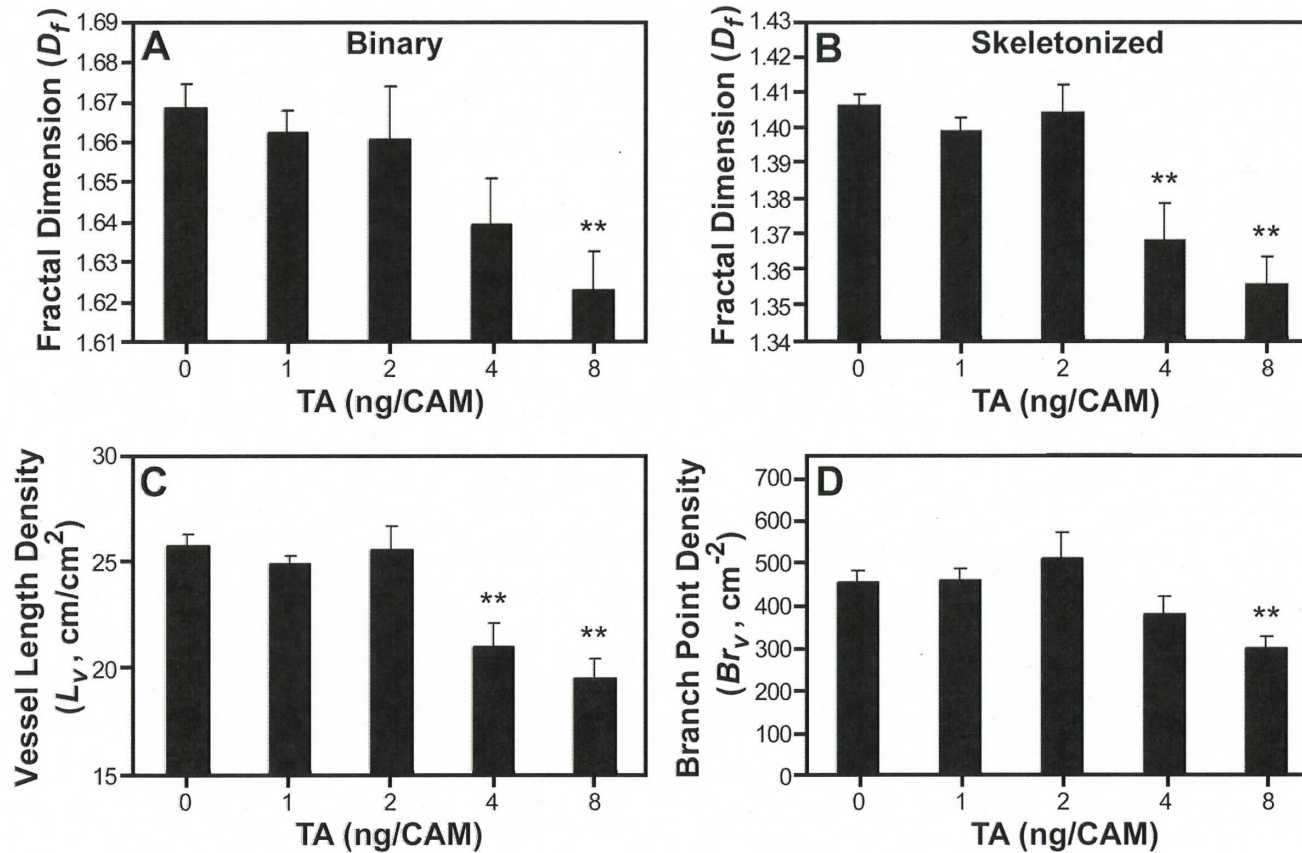 A
Binary
Fractal Dimension (Df)
1.69
1.68
1.67
1.66
1.65
1.64
1.63
1.62
1.61
**
0 1 2 4 8
TA (ng/CAM)
B
Skeletonized
Fractal Dimension (Df)
1.43
1.42
1.41
1.40
1.39
1.38
1.37
1.36
1.35
1.34
**
**
0 1 2 4 8
TA (ng/CAM)
C
Vessel Length Density
(Lv, cm/cm²)
30
25
20
15
**
**
0 1 2 4 8
TA (ng/CAM)
D
Branch Point Density
(Brv, cm⁻²)
700
600
500
400
300
200
100
0
**
0 1 2 4 8
TA (ng/CAM)